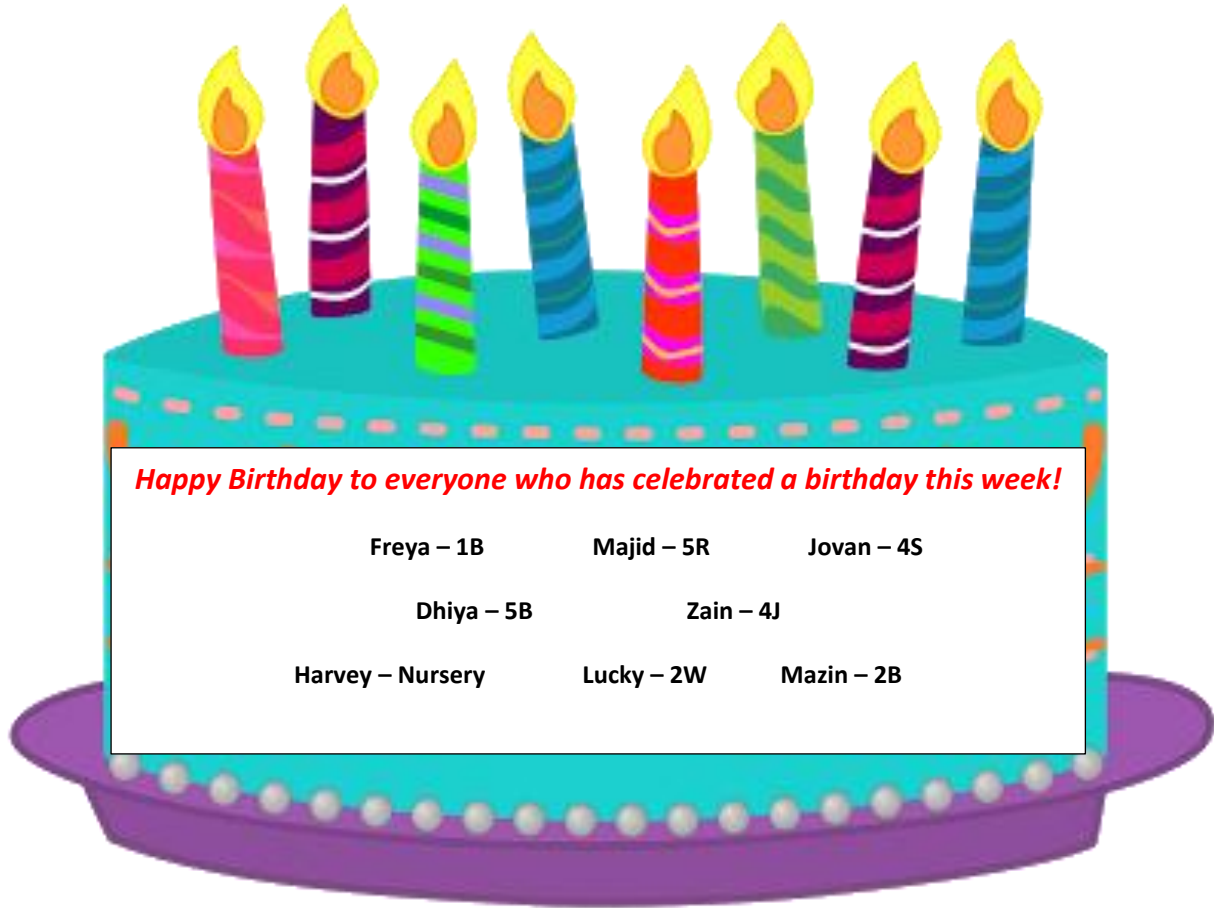 Happy Birthday to everyone who has celebrated a birthday this week!
Freya – 1B Majid – 5R Jovan – 4S
Dhiya – 5B Zain – 4J
Harvey – Nursery Lucky – 2W Mazin – 2B